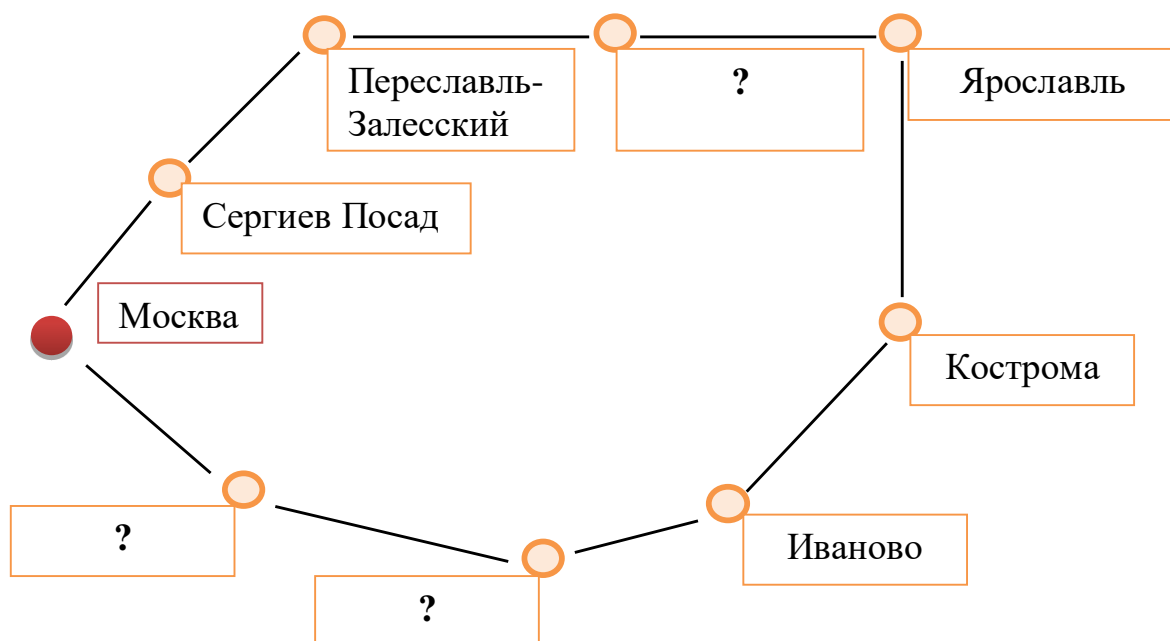 Переславль-
Залесский
?
Ярославль
Сергиев Посад
Москва
Кострома
?
Иваново
?